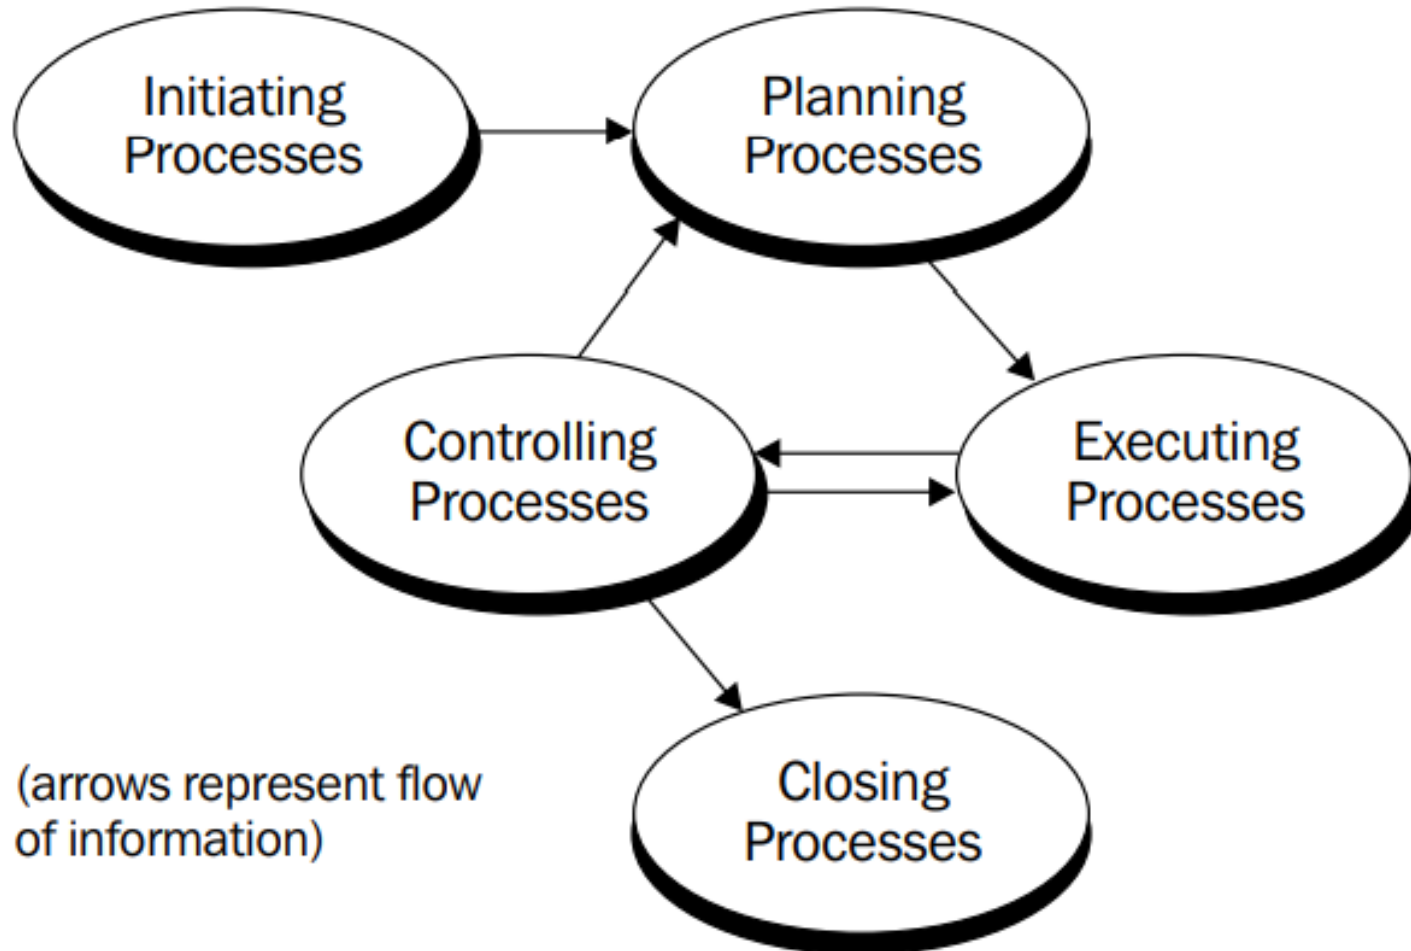 Initiating
Processes
Planning
Processes
Controlling
Processes
Executing
Processes
(arrows represent flow
of information)
Closing
Processes